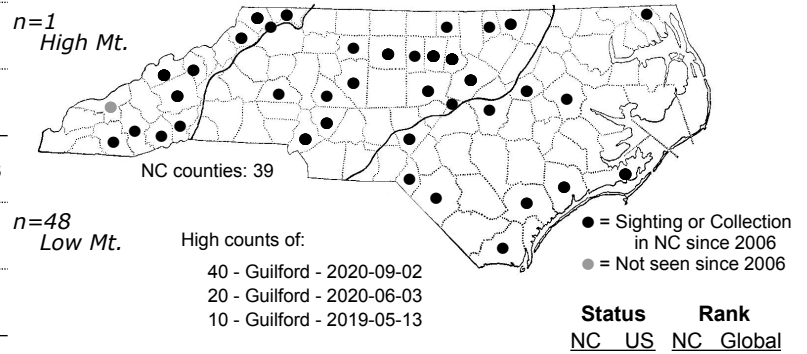 n=1
High Mt.
NC counties: 39
n=48
Low Mt.
High counts of:
40 - Guilford - 2020-09-02
20 - Guilford - 2020-06-03
10 - Guilford - 2019-05-13
= Sighting or Collection
in NC since 2006
= Not seen since 2006
Status Rank
NC US NC Global